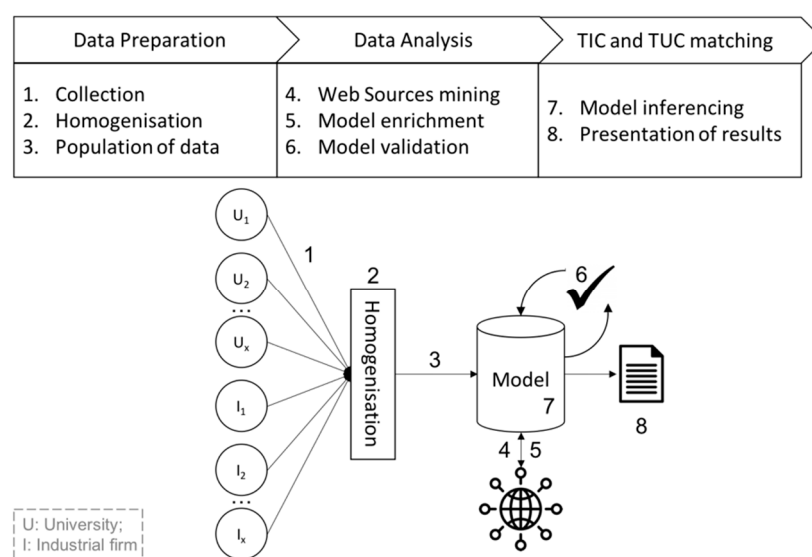 Data Preparation
Data Analysis
TIC and TUC matching
1. Collection
2. Homogenisation
3. Population of data
4. Web Sources mining
5. Model enrichment
6. Model validation
7. Model inferencing
8. Presentation of results
U1
1
U2
...
Ux
I1
I2
...
Ix
2
Homogenisation
3
6
Model
7
8
4 5
U: University;
I: Industrial firm